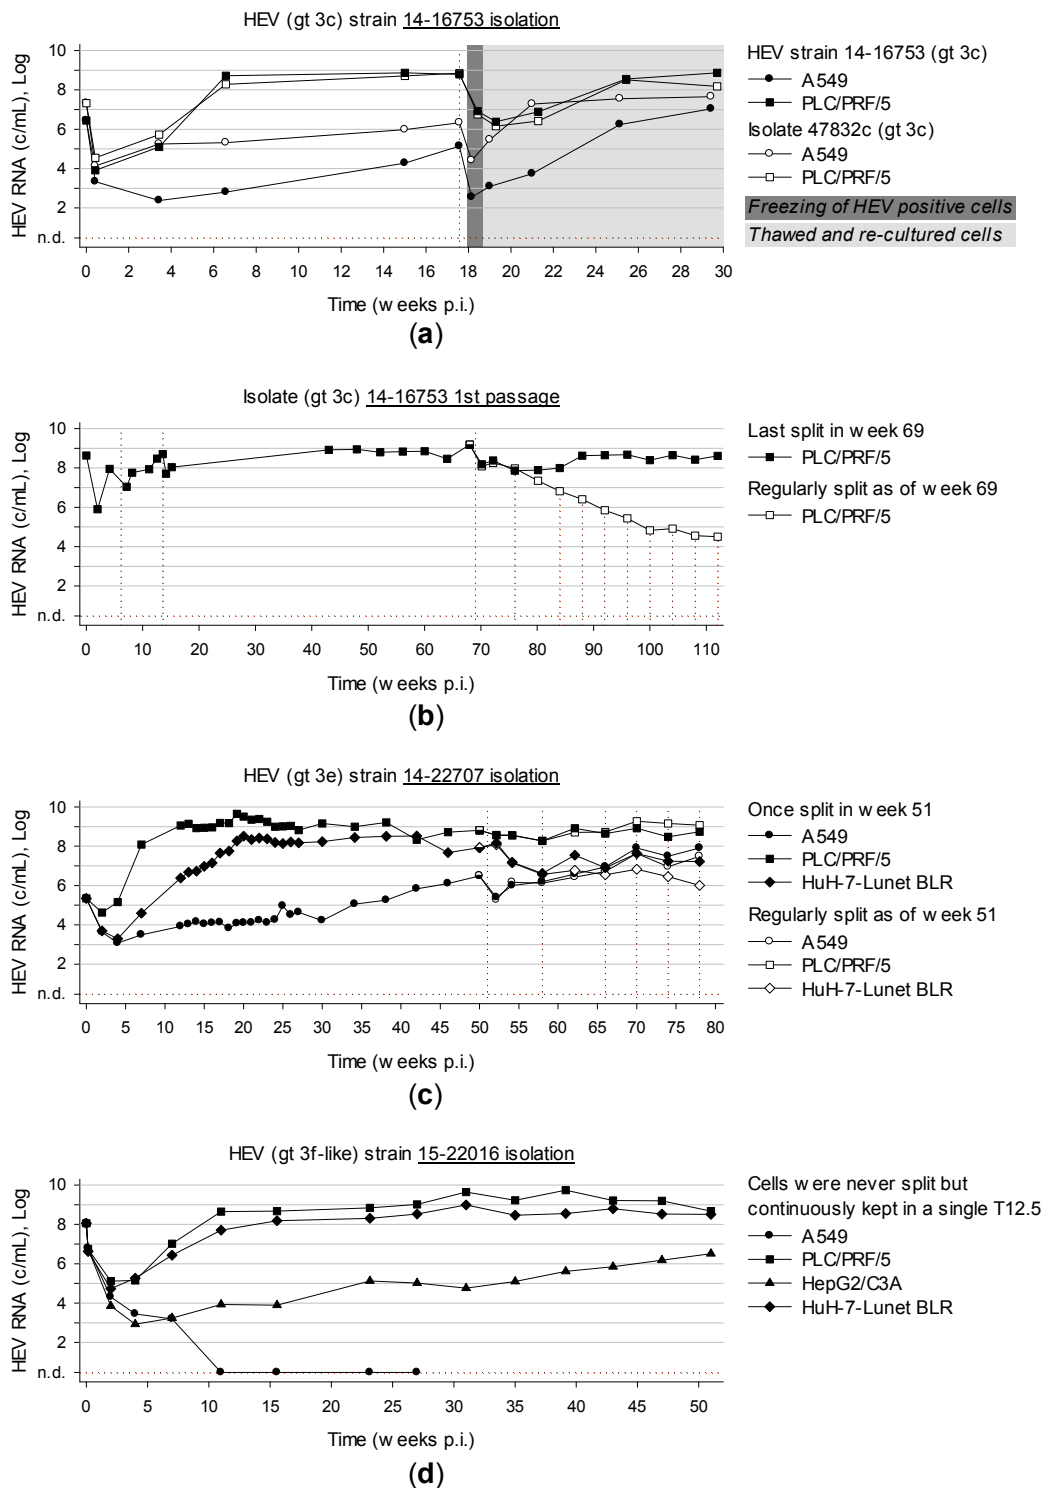 HEV (gt 3c) strain 14-16753 isolation
HEV RNA (c/mL), Log
10
8
6
4
2
n.d.
0 2 4 6 8 10 12 14 16 18 20 22 24 26 28 30
Time (weeks p.i.)
HEV strain 14-16753 (gt 3c)
A549
PLC/PRF/5
Isolate 47832c (gt 3c)
A549
PLC/PRF/5
Freezing of HEV positive cells
Thawed and re-cultured cells
(a)
Isolate (gt 3c) 14-16753 1st passage
HEV RNA (c/mL), Log
10
8
6
4
2
n.d.
0 10 20 30 40 50 60 70 80 90 100 110
Time (weeks p.i.)
Last split in week 69
PLC/PRF/5
Regularly split as of week 69
PLC/PRF/5
(b)
HEV (gt 3e) strain 14-22707 isolation
HEV RNA (c/mL), Log
10
8
6
4
2
n.d.
0 5 10 15 20 25 30 35 40 45 50 55 60 65 70 75 80
Time (weeks p.i.)
Once split in week 51
A549
PLC/PRF/5
HuH-7-Lunet BLR
Regularly split as of week 51
A549
PLC/PRF/5
HuH-7-Lunet BLR
(c)
HEV (gt 3f-like) strain 15-22016 isolation
HEV RNA (c/mL), Log
10
8
6
4
2
n.d.
0 5 10 15 20 25 30 35 40 45 50
Time (weeks p.i.)
Cells were never split but
continuously kept in a single T12.5
A549
PLC/PRF/5
HepG2/C3A
HuH-7-Lunet BLR
(d)